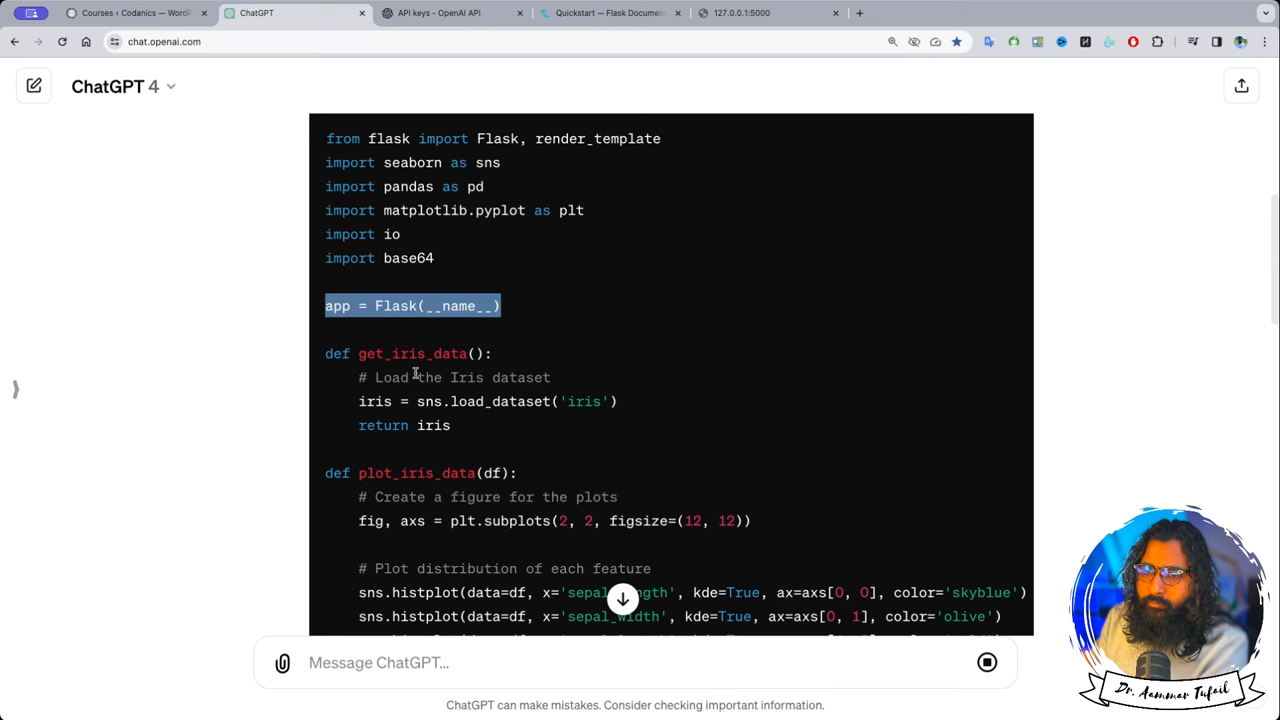 Courses ‹ Codanics — WordP
ChatGPT
API keys - OpenAI API
Quickstart — Flask Documen
127.0.0.1:5000
chat.openai.com
ChatGPT 4
from flask import Flask, render_template
import seaborn as sns
import pandas as pd
import matplotlib.pyplot as plt
import io
import base64
app = Flask(__name__)
def get_iris_data():
# Load the Iris dataset
iris = sns.load_dataset('iris')
return iris
def plot_iris_data(df):
# Create a figure for the plots
fig, axs = plt.subplots(2, 2, figsize=(12, 12))
# Plot distribution of each feature
sns.histplot(data=df, x='sepal_length', kde=True, ax=axs[0, 0], color='skyblue')
sns.histplot(data=df, x='sepal_width', kde=True, ax=axs[0, 1], color='olive')
Message ChatGPT...
ChatGPT can make mistakes. Consider checking important information.
Dr. Aammar Tufail